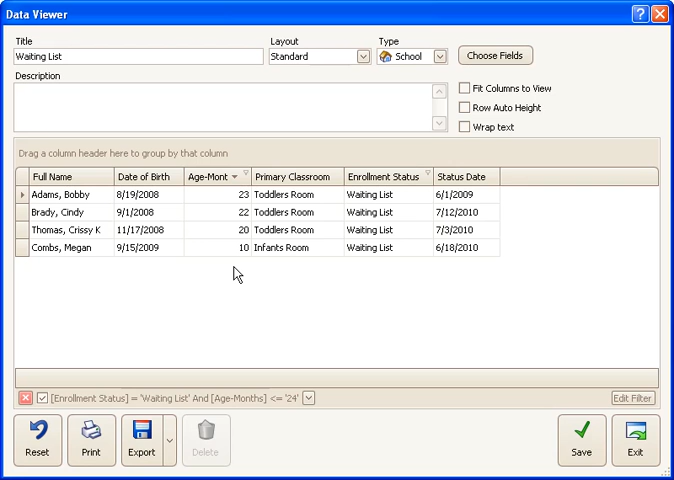 Data Viewer
Title Layout Type
Waiting List Standard School Choose Fields
Description
Fit Columns to View
Row Auto Height
Wrap text
Drag a column header here to group by that column
Full Name Date of Birth Age-Mont Primary Classroom Enrollment Status Status Date
Adams, Bobby 8/19/2008 23 Toddlers Room Waiting List 6/1/2009
Brady, Cindy 9/1/2008 22 Toddlers Room Waiting List 7/12/2010
Thomas, Crissy K 11/17/2008 20 Toddlers Room Waiting List 7/3/2010
Combs, Megan 9/15/2009 10 Infants Room Waiting List 6/18/2010
[Enrollment Status] = 'Waiting List' And [Age-Months] <= '24' Edit Filter
Reset Print Export Delete Save Exit